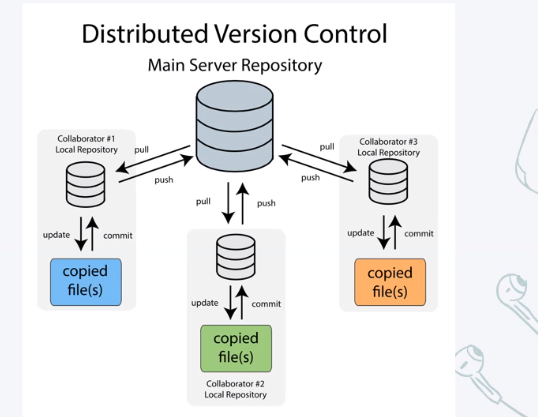 Distributed Version Control
Main Server Repository
Collaborator #1
Local Repository
pull
push
update
commit
copied
file(s)
pull
push
update
commit
copied
file(s)
Collaborator #2
Local Repository
Collaborator #3
Local Repository
pull
push
update
commit
copied
file(s)